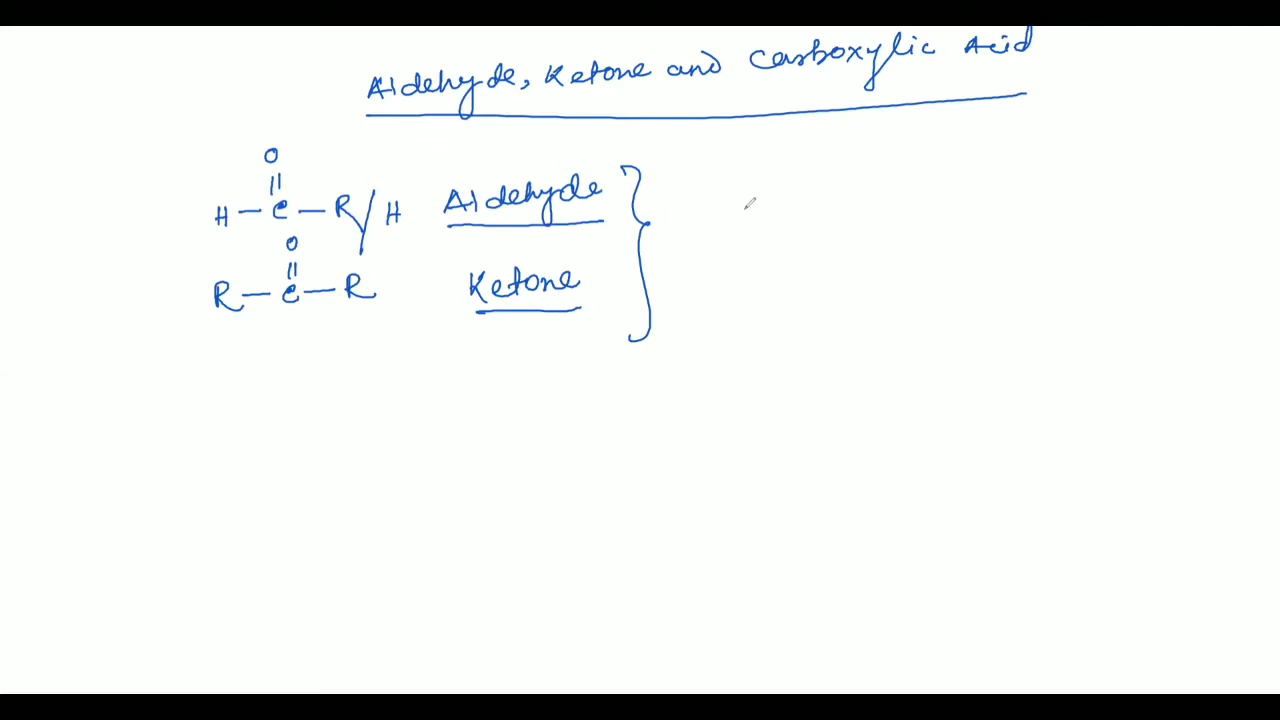 Aldehyde, Ketone and Carboxylic Acid
O
||
H — C — R / H Aldehyde
O
||
R — C — R Ketone